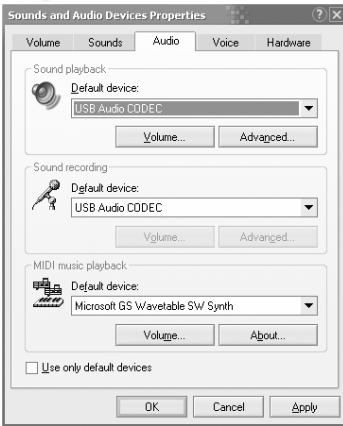 Sounds and Audio Devices Properties
Volume Sounds Audio Voice Hardware
Sound playback
Default device:
USB Audio CODEC
Volume... Advanced...
Sound recording
Default device:
USB Audio CODEC
Volume... Advanced...
MIDI music playback
Default device:
Microsoft GS Wavetable SW Synth
Volume... About...
Use only default devices
OK Cancel Apply